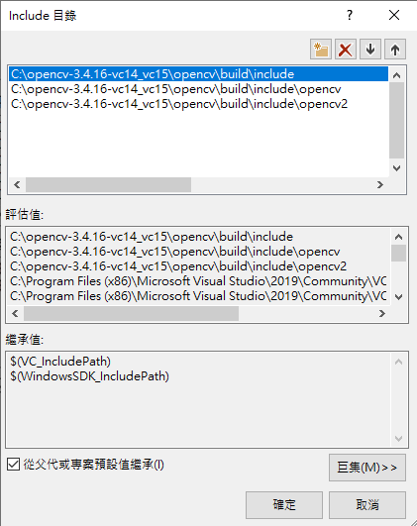 Include 目錄
C:\opencv-3.4.16-vc14_vc15\opencv\build\include
C:\opencv-3.4.16-vc14_vc15\opencv\build\include\opencv
C:\opencv-3.4.16-vc14_vc15\opencv\build\include\opencv2
評估值:
C:\opencv-3.4.16-vc14_vc15\opencv\build\include
C:\opencv-3.4.16-vc14_vc15\opencv\build\include\opencv
C:\opencv-3.4.16-vc14_vc15\opencv\build\include\opencv2
C:\Program Files (x86)\Microsoft Visual Studio\2019\Community\VC
C:\Program Files (x86)\Microsoft Visual Studio\2019\Community\VC
繼承值:
$(VC_IncludePath)
$(WindowsSDK_IncludePath)
從父代或專案預設值繼承(I)
巨集(M)>>
確定
取消